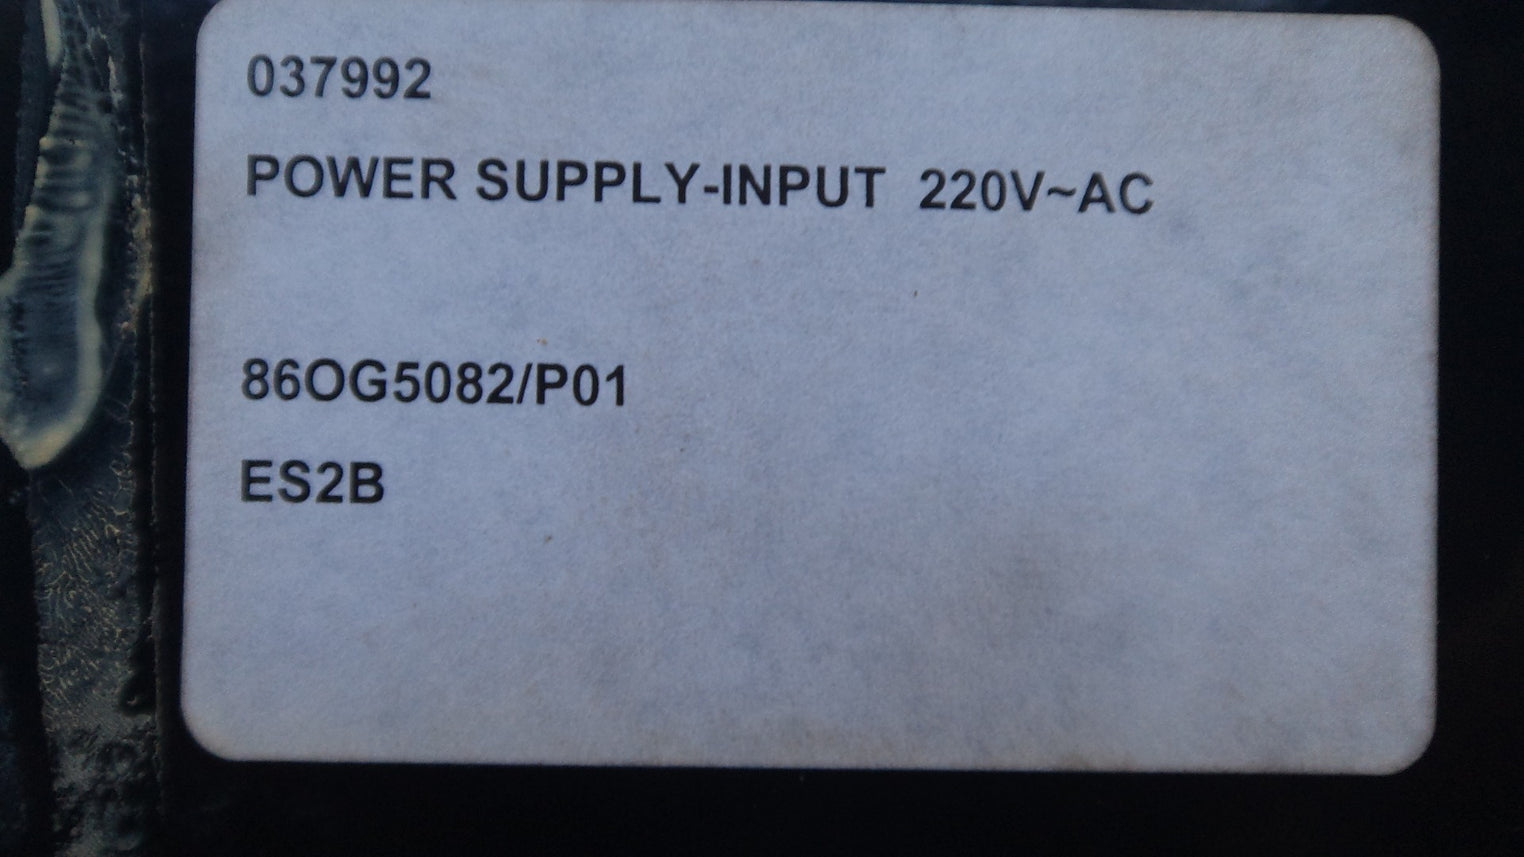 037992
POWER SUPPLY-INPUT 220V~AC
86OG5082/P01
ES2B